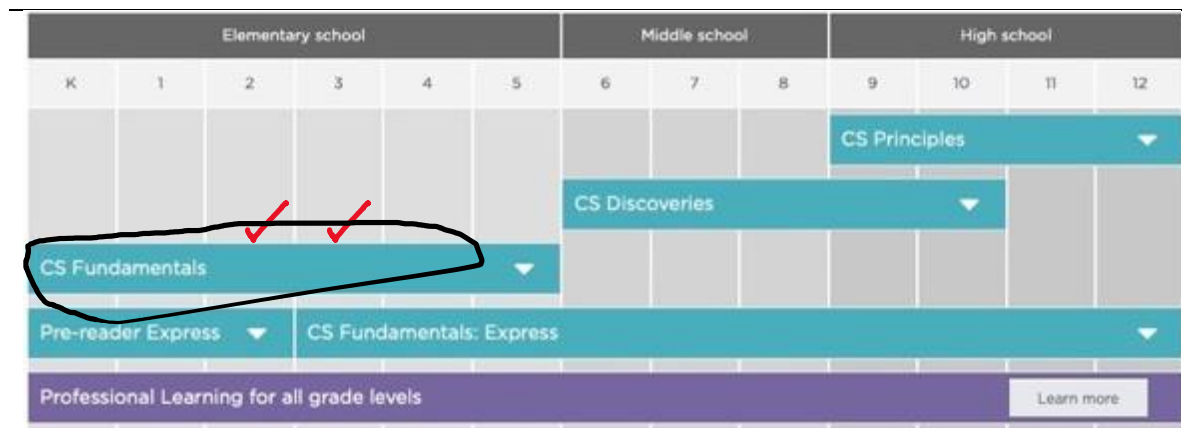 Elementary school Middle school High school
K 1 2 3 4 5 6 7 8 9 10 11 12
CS Principles
CS Discoveries
CS Fundamentals
Pre-reader Express CS Fundamentals: Express
Professional Learning for all grade levels Learn more